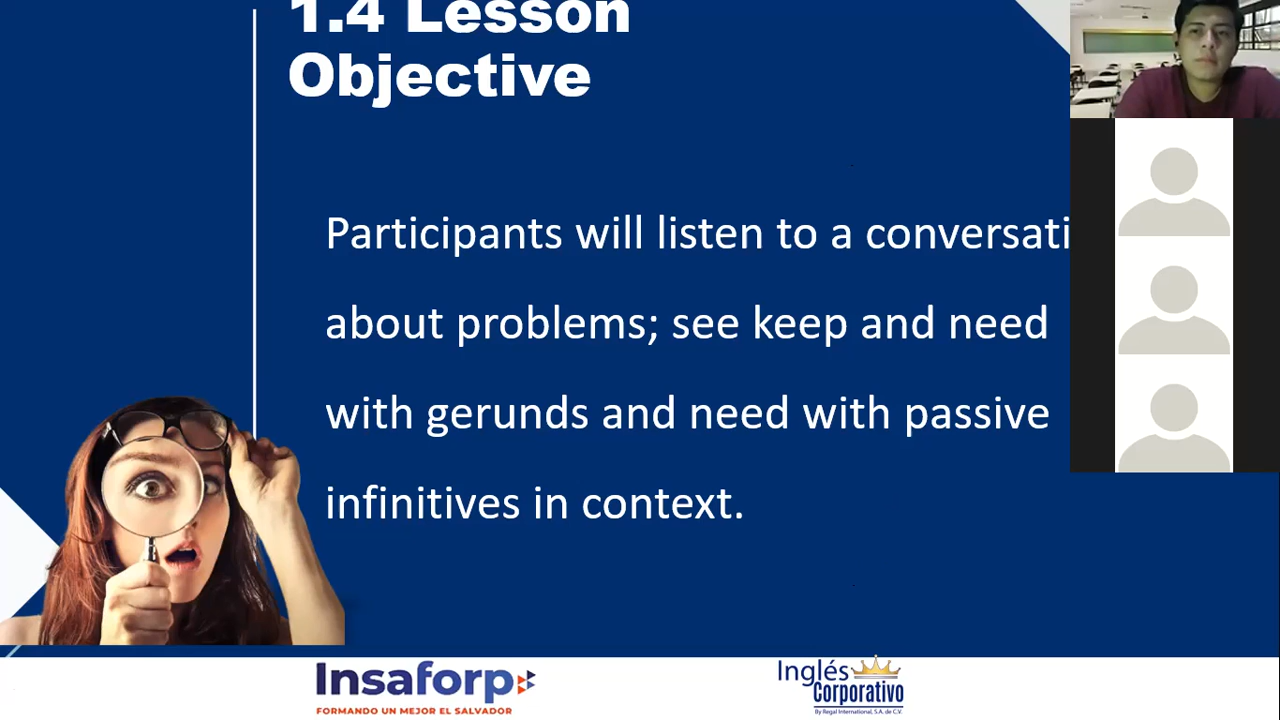 1.4 Lesson
Objective
Participants will listen to a conversati
about problems; see keep and need
with gerunds and need with passive
infinitives in context.
Insaforp
FORMANDO UN MEJOR EL SALVADOR
Inglés
Corporativo
By Regal International, S.A. de C.V.